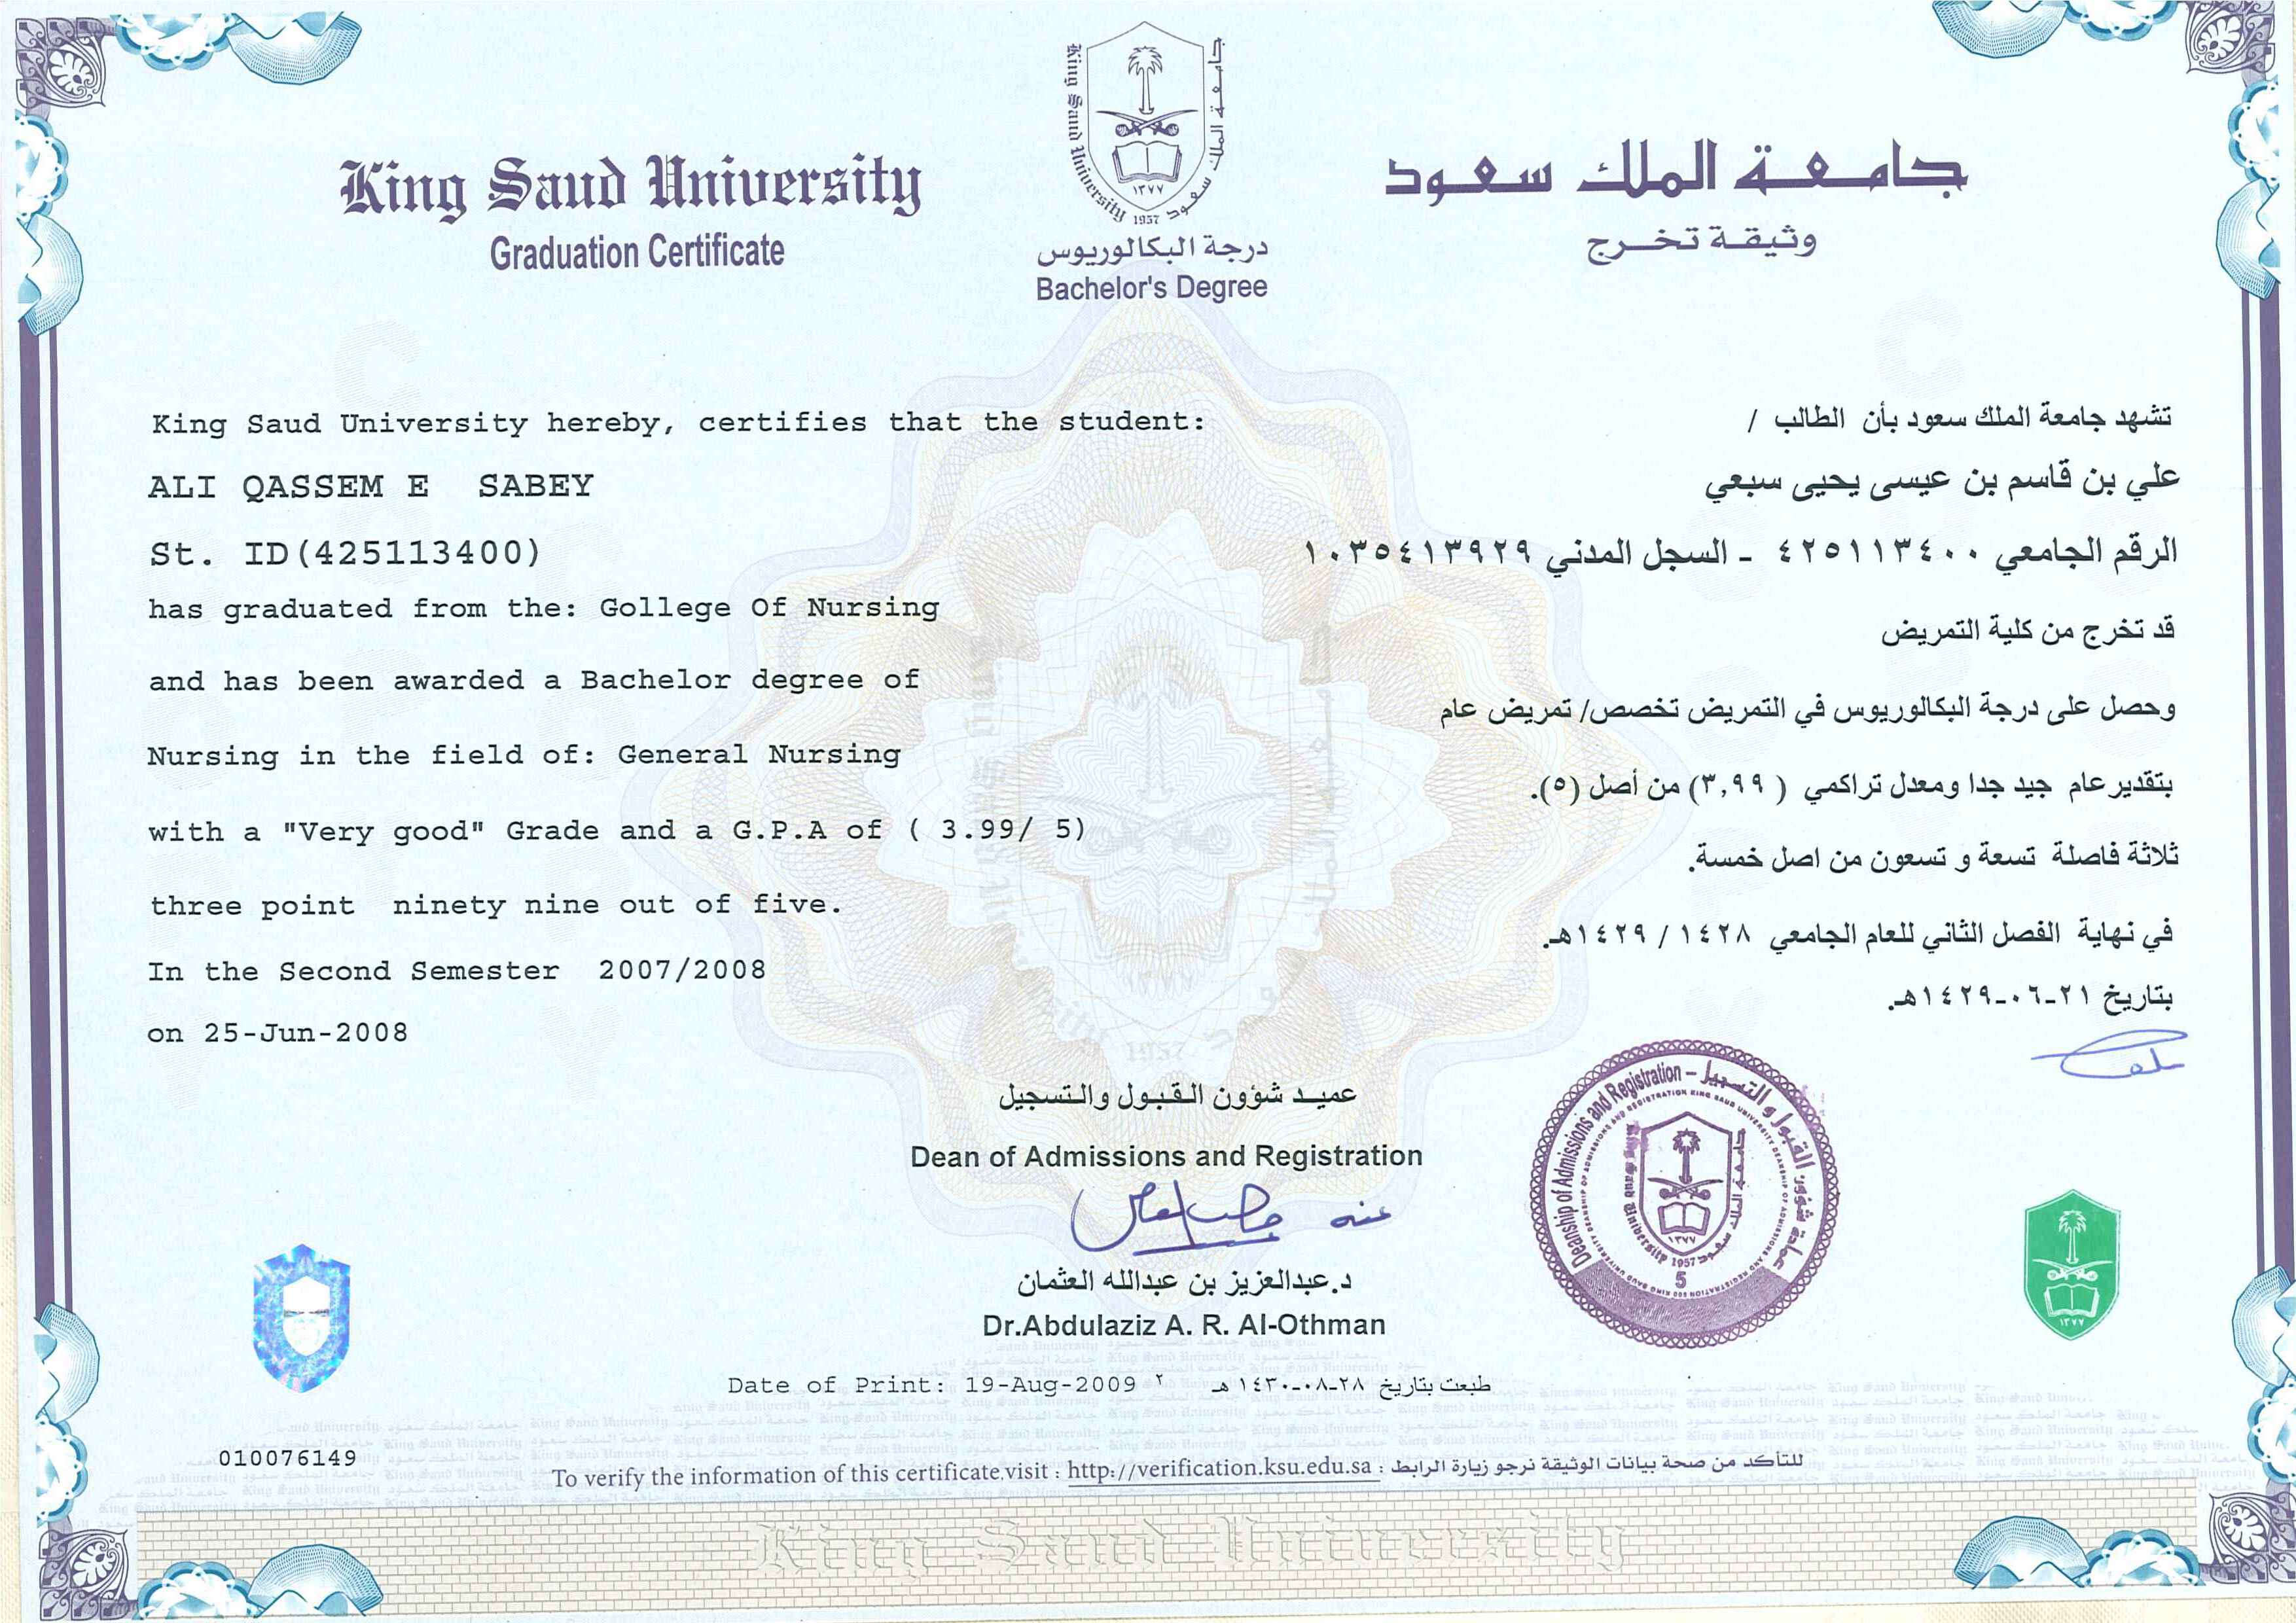 King Saud University
Graduation Certificate
King Saud University
جامعة الملك سعود
١٣٧٧
1957
درجة البكالوريوس
Bachelor's Degree
جامعة الملك سعود
وثيقة تخرج
King Saud University hereby, certifies that the student:
ALI QASSEM E SABEY
St. ID(425113400)
has graduated from the: Gollege Of Nursing
and has been awarded a Bachelor degree of
Nursing in the field of: General Nursing
with a "Very good" Grade and a G.P.A of ( 3.99/ 5)
three point ninety nine out of five.
In the Second Semester 2007/2008
on 25-Jun-2008
تشهد جامعة الملك سعود بأن الطالب /
علي بن قاسم بن عيسى يحيى سبعي
الرقم الجامعي ٤٢٥١١٣٤٠٠ - السجل المدني ١٠٣٥٤١٣٩٢٩
قد تخرج من كلية التمريض
وحصل على درجة البكالوريوس في التمريض تخصص/ تمريض عام
بتقدير عام جيد جدا ومعدل تراكمي ( ٣,٩٩) من أصل (٥).
ثلاثة فاصلة تسعة و تسعون من اصل خمسة.
في نهاية الفصل الثاني للعام الجامعي ١٤٢٨ / ١٤٢٩هـ.
بتاريخ ٢١-٠٦-١٤٢٩هـ.
عميد شؤون القبول والتسجيل
Dean of Admissions and Registration
عنه
د.عبدالعزيز بن عبدالله العثمان
Dr.Abdulaziz A. R. Al-Othman
Deanship of Admissions and Registration – عمادة شؤون القبول و التسجيل
King Saud University
جامعة الملك سعود
١٣٧٧
1957
5
١٣٧٧
Date of Print: 19-Aug-2009 ٢ طبعت بتاريخ ٢٨-٠٨-١٤٣٠ هـ
010076149
To verify the information of this certificate,visit : http://verification.ksu.edu.sa : للتأكد من صحة بيانات الوثيقة نرجو زيارة الرابط
King Saud University